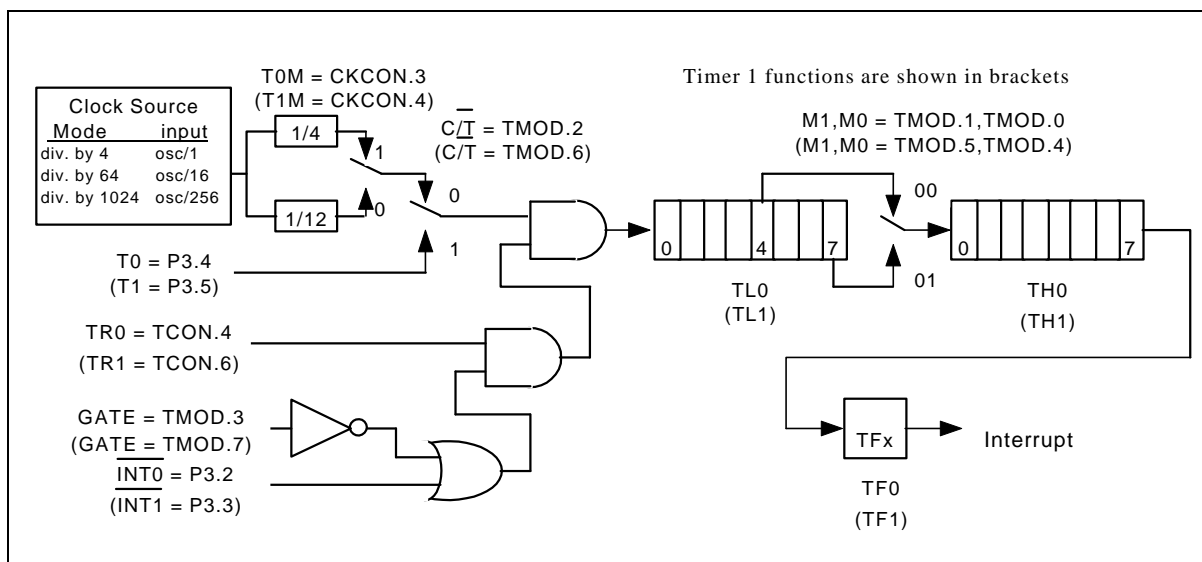 T0M = CKCON.3
(T1M = CKCON.4)
Timer 1 functions are shown in brackets
Clock Source
Mode input
div. by 4 osc/1
div. by 64 osc/16
div. by 1024 osc/256
1/4
1/12
1
0
C/T = TMOD.2
(C/T = TMOD.6)
0
1
M1,M0 = TMOD.1,TMOD.0
(M1,M0 = TMOD.5,TMOD.4)
00
01
0 4 7
0 7
TL0
(TL1)
TH0
(TH1)
T0 = P3.4
(T1 = P3.5)
TR0 = TCON.4
(TR1 = TCON.6)
GATE = TMOD.3
(GATE = TMOD.7)
INT0 = P3.2
(INT1 = P3.3)
TFx
Interrupt
TF0
(TF1)